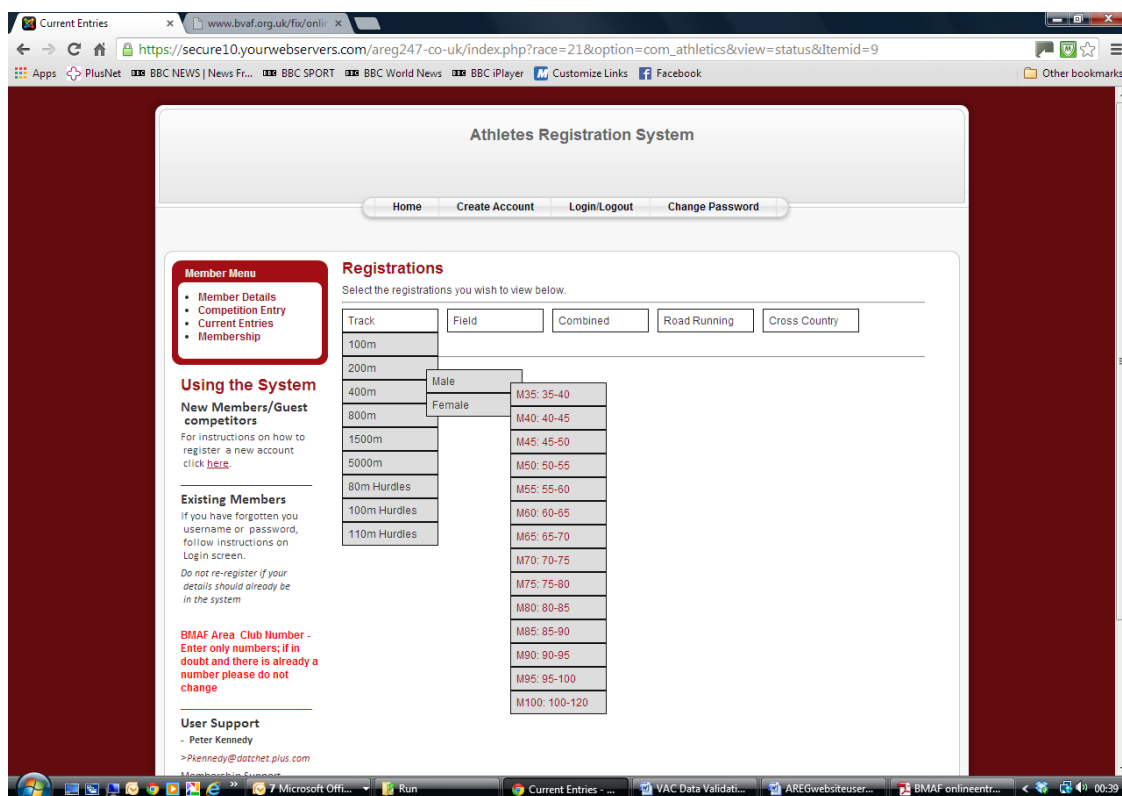 Current Entries
www.bvaf.org.uk/fix/onlin
https://secure10.yourwebservers.com/areg247-co-uk/index.php?race=21&option=com_athletics&view=status&Itemid=9
Apps PlusNet BBC NEWS | News Fr... BBC SPORT BBC World News BBC iPlayer Customize Links Facebook Other bookmarks
Athletes Registration System
Home Create Account Login/Logout Change Password
Member Menu
• Member Details
• Competition Entry
• Current Entries
• Membership
Using the System
New Members/Guest
competitors
For instructions on how to
register a new account
click here.
Existing Members
If you have forgotten you
username or password,
follow instructions on
Login screen.
Do not re-register if your
details should already be
in the system
BMAF Area Club Number -
Enter only numbers; if in
doubt and there is already a
number please do not
change
User Support
- Peter Kennedy
>Pkennedy@datchet.plus.com
Membership Support
Registrations
Select the registrations you wish to view below.
Track Field Combined Road Running Cross Country
100m
200m
400m
800m
1500m
5000m
80m Hurdles
100m Hurdles
110m Hurdles
Male
Female
M35: 35-40
M40: 40-45
M45: 45-50
M50: 50-55
M55: 55-60
M60: 60-65
M65: 65-70
M70: 70-75
M75: 75-80
M80: 80-85
M85: 85-90
M90: 90-95
M95: 95-100
M100: 100-120
7 Microsoft Offi... Run Current Entries - ... VAC Data Validati... AREGwebsiteuser... BMAF onlineentr... 00:39